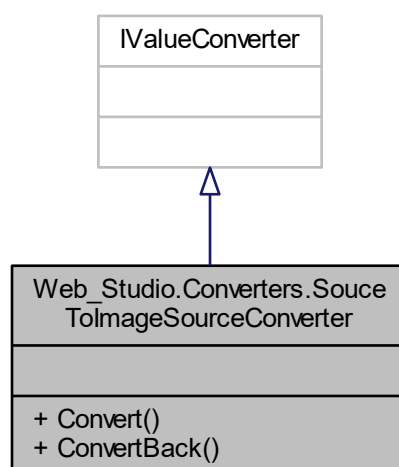 IValueConverter
Web_Studio.Converters.Souce
ToImageSourceConverter
+ Convert()
+ ConvertBack()